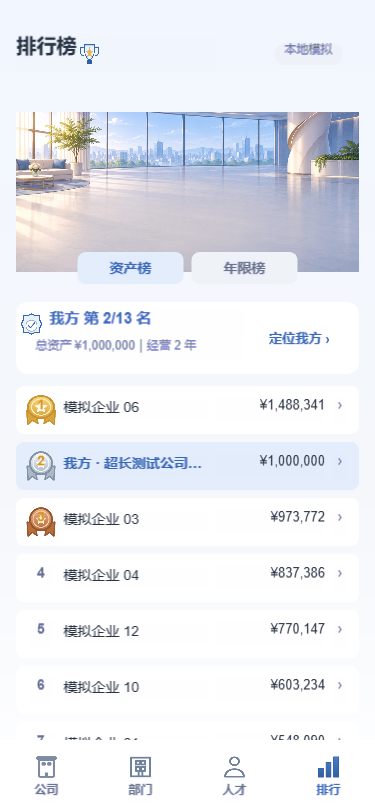 排行榜
本地模拟
资产榜
年限榜
我方 第 2/13 名
总资产 ¥1,000,000 | 经营 2 年
定位我方 ›
1 模拟企业 06 ¥1,488,341 ›
2 我方 · 超长测试公司... ¥1,000,000 ›
模拟企业 03 ¥973,772 ›
4 模拟企业 04 ¥837,386 ›
5 模拟企业 12 ¥770,147 ›
6 模拟企业 10 ¥603,234 ›
公司
部门
人才
排行